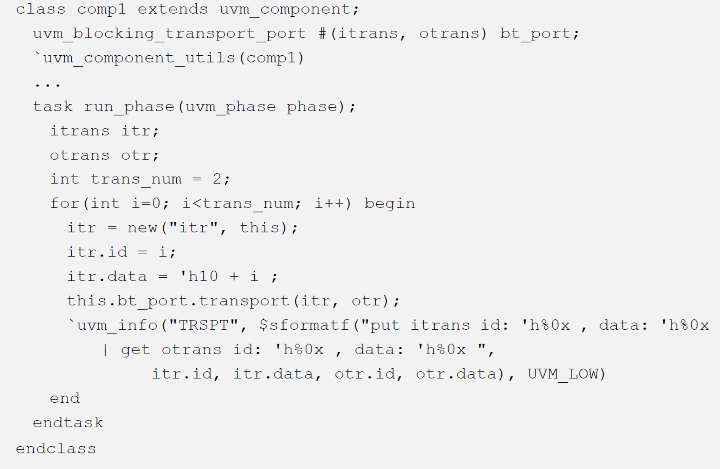 class comp1 extends uvm_component;
uvm_blocking_transport_port #(itrans, otrans) bt_port;
`uvm_component_utils(comp1)
...
task run_phase(uvm_phase phase);
itrans itr;
otrans otr;
int trans_num = 2;
for(int i=0; i<trans_num; i++) begin
itr = new("itr", this);
itr.id = i;
itr.data = 'h10 + i ;
this.bt_port.transport(itr, otr);
`uvm_info("TRSPT", $sformatf("put itrans id: 'h%0x , data: 'h%0x
| get otrans id: 'h%0x , data: 'h%0x ",
itr.id, itr.data, otr.id, otr.data), UVM_LOW)
end
endtask
endclass